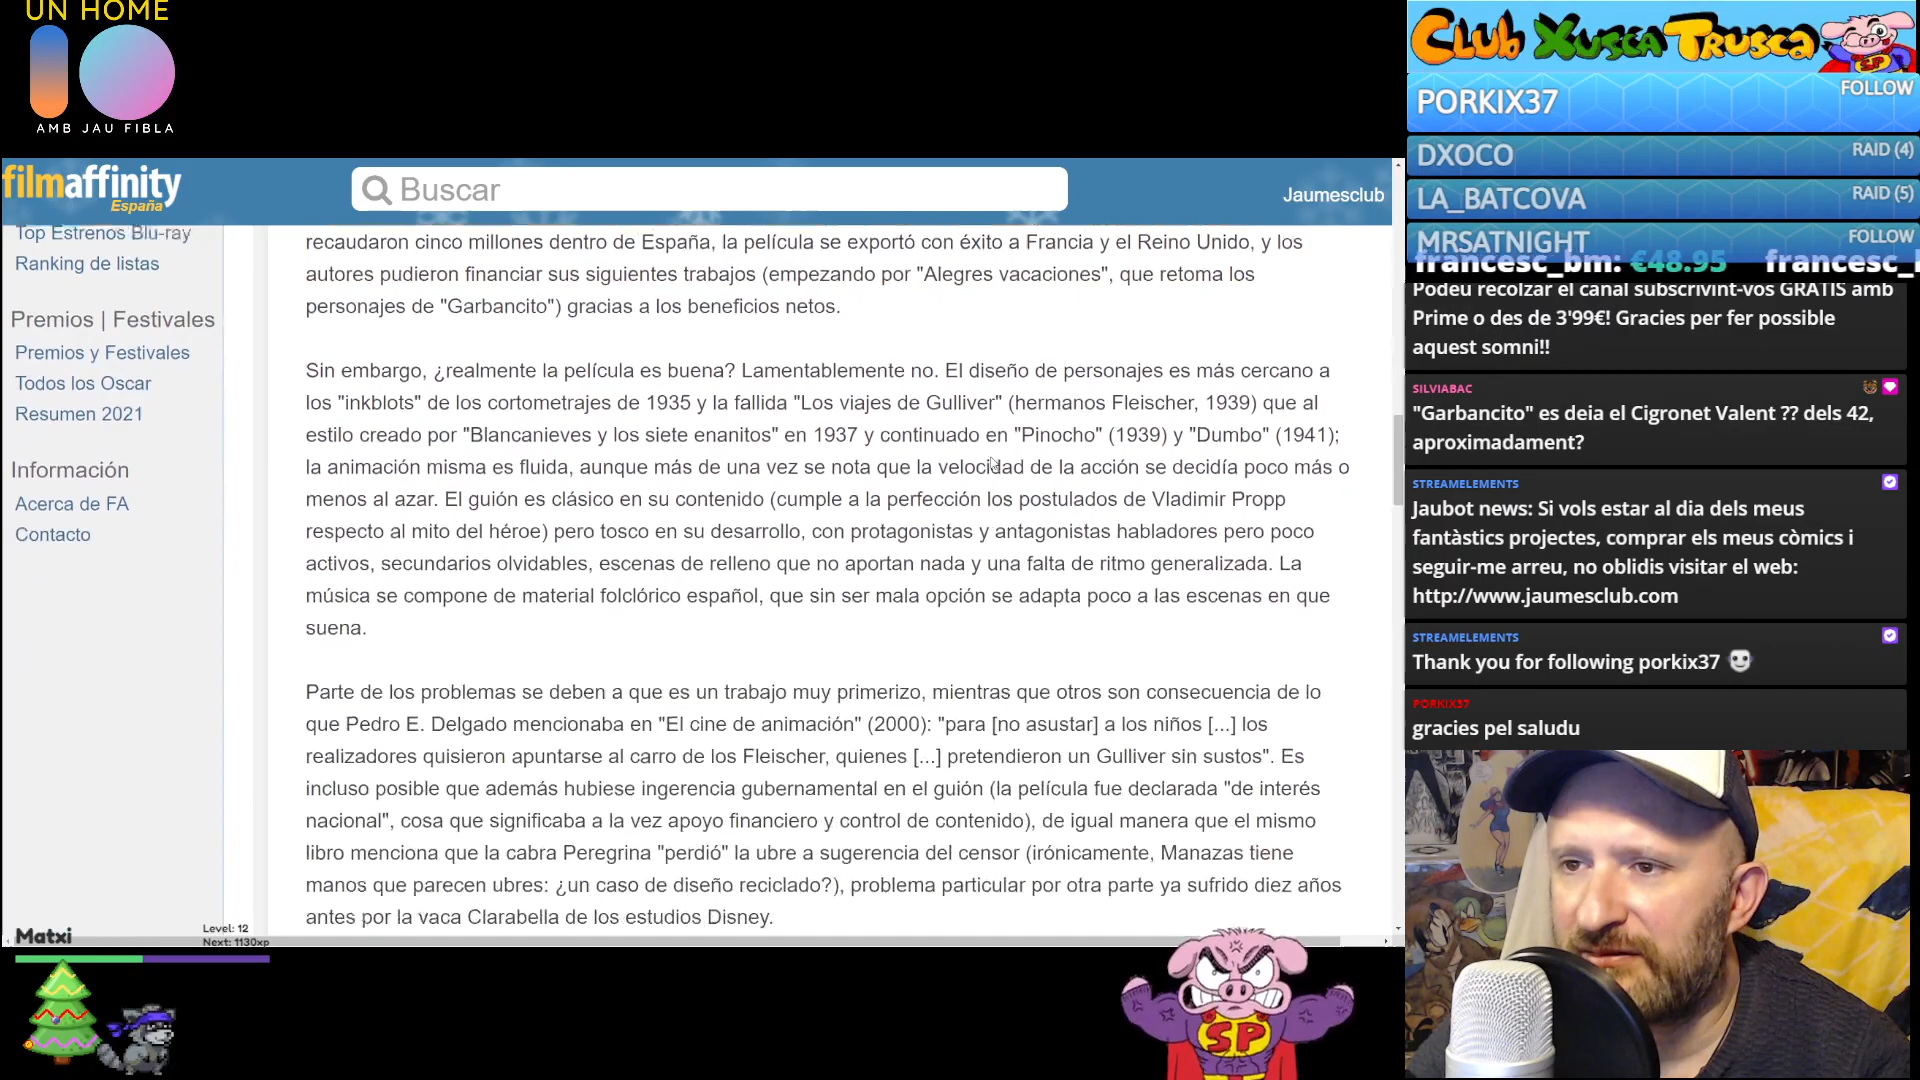 UN HOME
10
AMB JAU FIBLA
filmaffinity
España
Buscar
Jaumesclub
Top Estrenos Blu-ray
Ranking de listas
Premios | Festivales
Premios y Festivales
Todos los Oscar
Resumen 2021
Información
Acerca de FA
Contacto
recaudaron cinco millones dentro de España, la película se exportó con éxito a Francia y el Reino Unido, y los
autores pudieron financiar sus siguientes trabajos (empezando por "Alegres vacaciones", que retoma los
personajes de "Garbancito") gracias a los beneficios netos.
Sin embargo, ¿realmente la película es buena? Lamentablemente no. El diseño de personajes es más cercano a
los "inkblots" de los cortometrajes de 1935 y la fallida "Los viajes de Gulliver" (hermanos Fleischer, 1939) que al
estilo creado por "Blancanieves y los siete enanitos" en 1937 y continuado en "Pinocho" (1939) y "Dumbo" (1941);
la animación misma es fluida, aunque más de una vez se nota que la velocidad de la acción se decidía poco más o
menos al azar. El guión es clásico en su contenido (cumple a la perfección los postulados de Vladimir Propp
respecto al mito del héroe) pero tosco en su desarrollo, con protagonistas y antagonistas habladores pero poco
activos, secundarios olvidables, escenas de relleno que no aportan nada y una falta de ritmo generalizada. La
música se compone de material folclórico español, que sin ser mala opción se adapta poco a las escenas en que
suena.
Parte de los problemas se deben a que es un trabajo muy primerizo, mientras que otros son consecuencia de lo
que Pedro E. Delgado mencionaba en "El cine de animación" (2000): "para [no asustar] a los niños [...] los
realizadores quisieron apuntarse al carro de los Fleischer, quienes [...] pretendieron un Gulliver sin sustos". Es
incluso posible que además hubiese ingerencia gubernamental en el guión (la película fue declarada "de interés
nacional", cosa que significaba a la vez apoyo financiero y control de contenido), de igual manera que el mismo
libro menciona que la cabra Peregrina "perdió" la ubre a sugerencia del censor (irónicamente, Manazas tiene
manos que parecen ubres: ¿un caso de diseño reciclado?), problema particular por otra parte ya sufrido diez años
antes por la vaca Clarabella de los estudios Disney.
Matxi
Level: 12
Next: 1130xp
SP
CLUB XUSCA TRUSCA
SP
PORKIX37 FOLLOW
DXOCO RAID (4)
LA_BATCOVA RAID (5)
MRSATNIGHT FOLLOW
francesc_bm: €48.95 francesc_
Podeu recolzar el canal subscrivint-vos GRATIS amb
Prime o des de 3'99€! Gracies per fer possible
aquest somni!!
SILVIABAC
"Garbancito" es deia el Cigronet Valent ?? dels 42,
aproximadament?
STREAMELEMENTS
Jaubot news: Si vols estar al dia dels meus
fantàstics projectes, comprar els meus còmics i
seguir-me arreu, no oblidis visitar el web:
http://www.jaumesclub.com
STREAMELEMENTS
Thank you for following porkix37
PORKIX37
gracies pel saludu